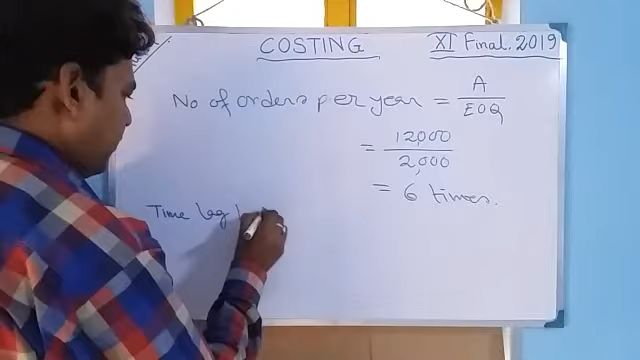 COSTING
XI Final. 2019
No of orders per year = A / EOQ
= 12,000 / 2,000
= 6 times.
Time lag